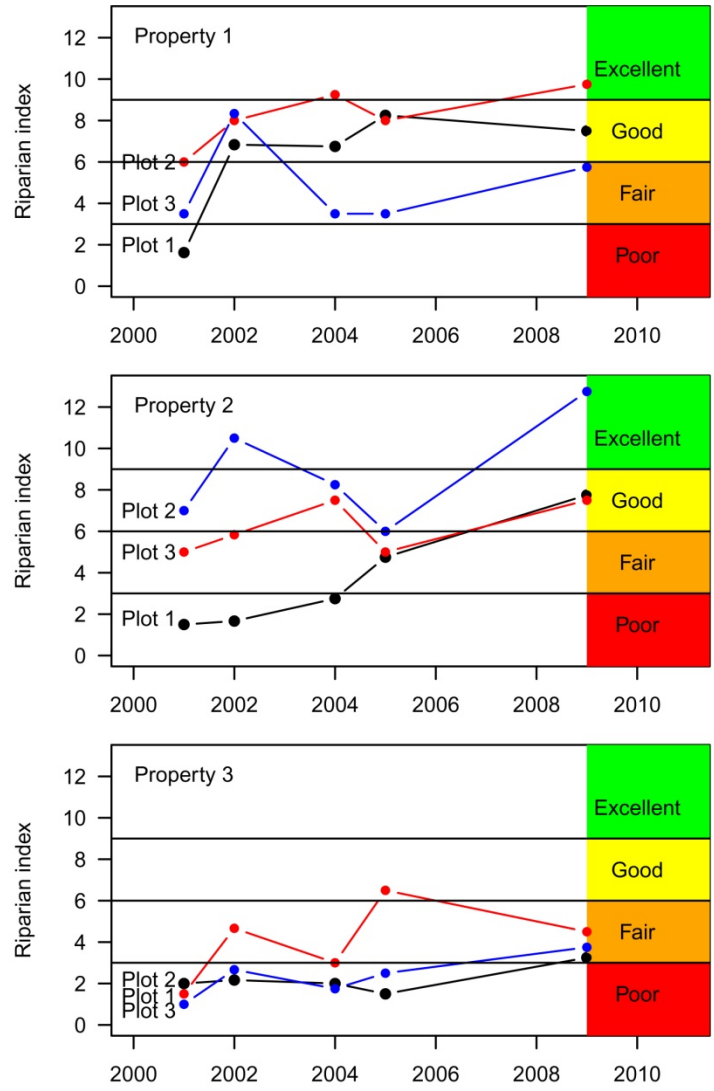 Property 1
12
10
8
6
4
2
0
Riparian index
Excellent
Good
Fair
Poor
Plot 2
Plot 3
Plot 1
2000 2002 2004 2006 2008 2010
Property 2
12
10
8
6
4
2
0
Riparian index
Excellent
Good
Fair
Poor
Plot 2
Plot 3
Plot 1
2000 2002 2004 2006 2008 2010
Property 3
12
10
8
6
4
2
0
Riparian index
Excellent
Good
Fair
Poor
Plot 2
Plot 1
Plot 3
2000 2002 2004 2006 2008 2010